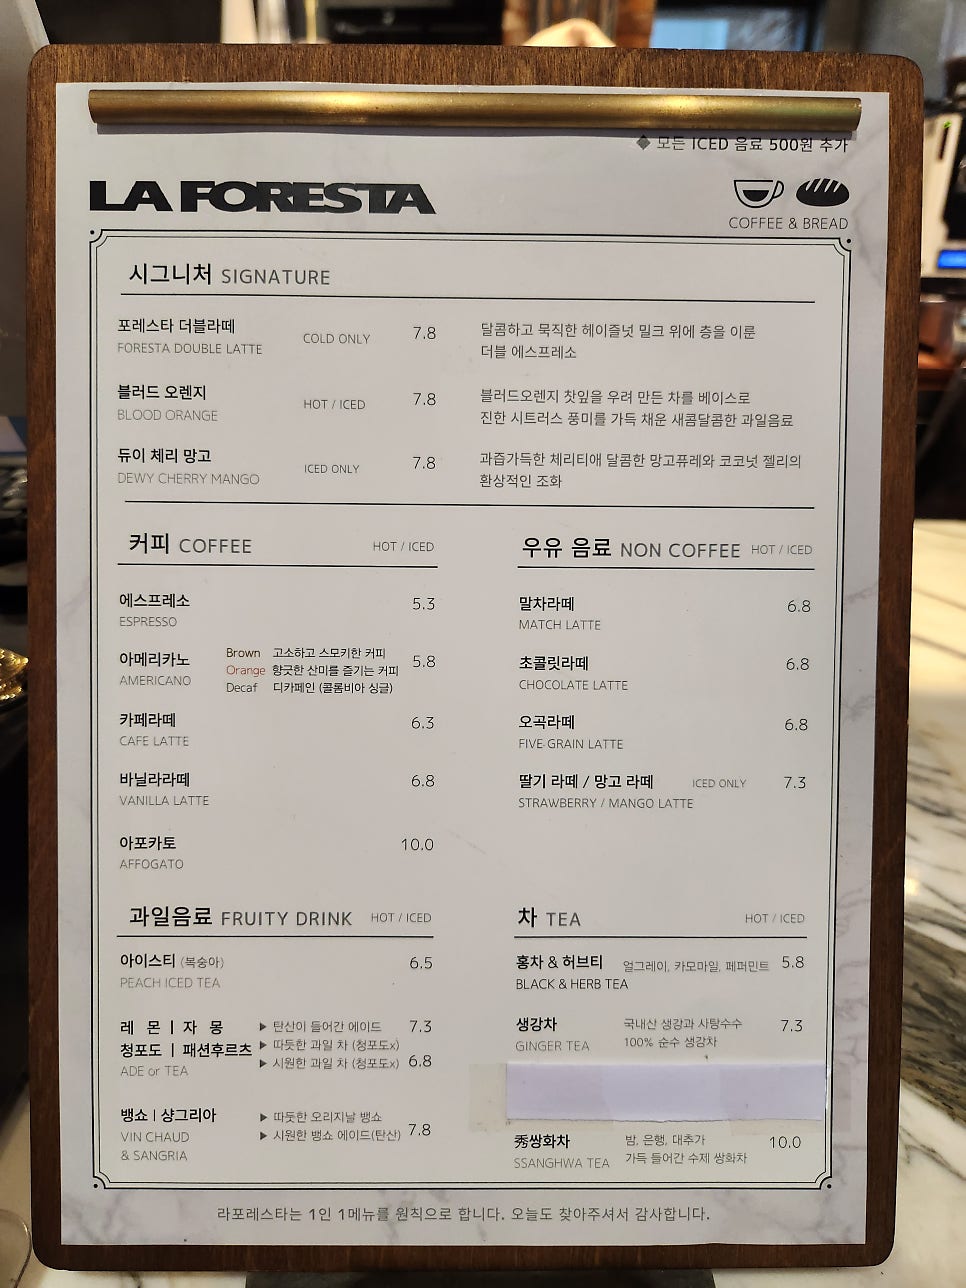 ◆ 모든 ICED 음료 500원 추가
LA FORESTA
COFFEE & BREAD
시그니처 SIGNATURE
포레스타 더블라떼 COLD ONLY 7.8
FORESTA DOUBLE LATTE
달콤하고 묵직한 헤이즐넛 밀크 위에 층을 이룬
더블 에스프레소
블러드 오렌지 HOT / ICED 7.8
BLOOD ORANGE
블러드오렌지 찻잎을 우려 만든 차를 베이스로
진한 시트러스 풍미를 가득 채운 새콤달콤한 과일음료
듀이 체리 망고 ICED ONLY 7.8
DEWY CHERRY MANGO
과즙가득한 체리티애 달콤한 망고퓨레와 코코넛 젤리의
환상적인 조화
커피 COFFEE HOT / ICED
에스프레소 5.3
ESPRESSO
아메리카노 5.8
AMERICANO
Brown 고소하고 스모키한 커피
Orange 향긋한 산미를 즐기는 커피
Decaf 디카페인 (콜롬비아 싱글)
카페라떼 6.3
CAFE LATTE
바닐라라떼 6.8
VANILLA LATTE
아포카토 10.0
AFFOGATO
우유 음료 NON COFFEE HOT / ICED
말차라떼 6.8
MATCH LATTE
초콜릿라떼 6.8
CHOCOLATE LATTE
오곡라떼 6.8
FIVE GRAIN LATTE
딸기 라떼 / 망고 라떼 ICED ONLY 7.3
STRAWBERRY / MANGO LATTE
과일음료 FRUITY DRINK HOT / ICED
아이스티 (복숭아) 6.5
PEACH ICED TEA
레 몬 | 자 몽
청포도 | 패션후르츠
ADE or TEA
▶ 탄산이 들어간 에이드 7.3
▶ 따듯한 과일 차 (청포도x)
▶ 시원한 과일 차 (청포도x) 6.8
뱅쇼 | 샹그리아
VIN CHAUD
& SANGRIA
▶ 따듯한 오리지날 뱅쇼
▶ 시원한 뱅쇼 에이드(탄산) 7.8
차 TEA HOT / ICED
홍차 & 허브티 얼그레이, 카모마일, 페퍼민트 5.8
BLACK & HERB TEA
생강차 7.3
GINGER TEA
국내산 생강과 사탕수수
100% 순수 생강차
秀쌍화차 10.0
SSANGHWA TEA
밤, 은행, 대추가
가득 들어간 수제 쌍화차
라포레스타는 1인 1메뉴를 원칙으로 합니다. 오늘도 찾아주셔서 감사합니다.